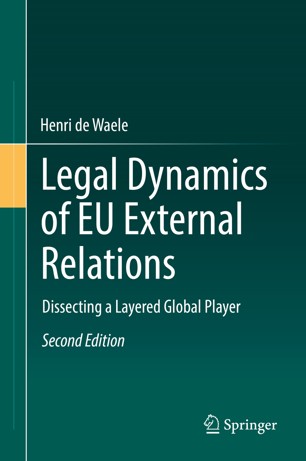 Henri de Waele
Legal Dynamics
of EU External
Relations
Dissecting a Layered Global Player
Second Edition
Springer